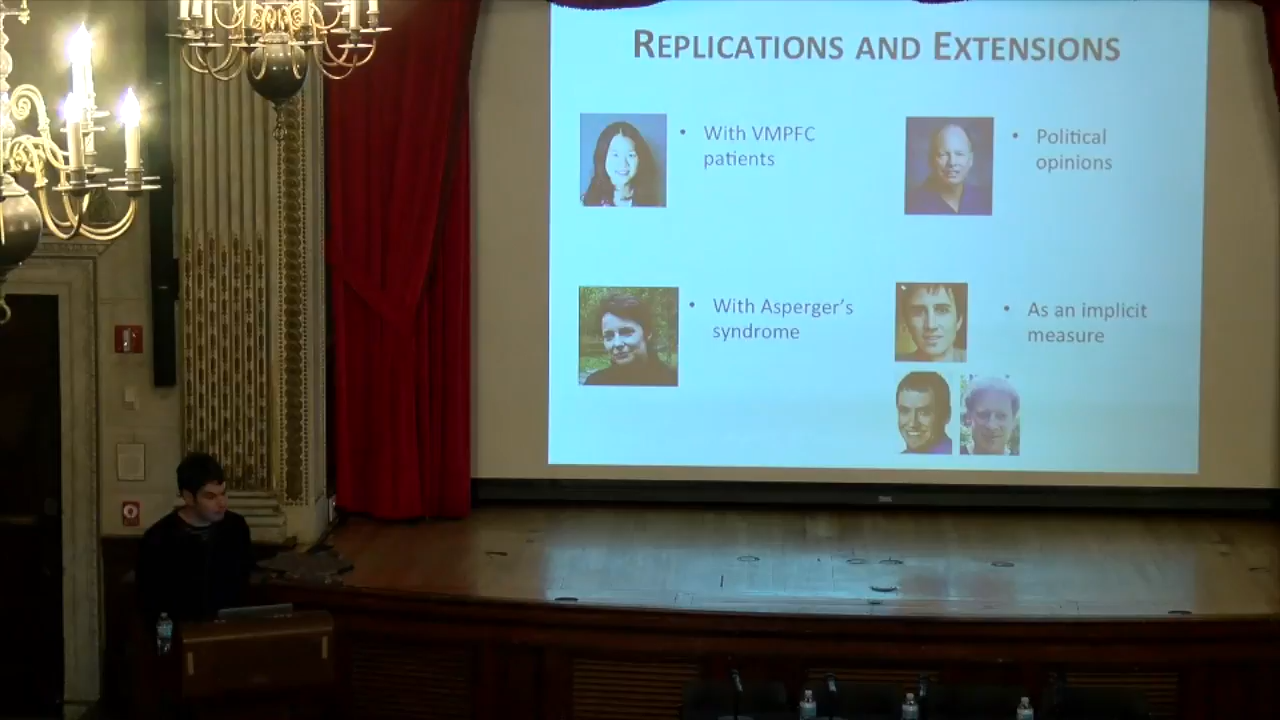 REPLICATIONS AND EXTENSIONS
• With VMPFC
patients
• Political
opinions
• With Asperger's
syndrome
• As an implicit
measure